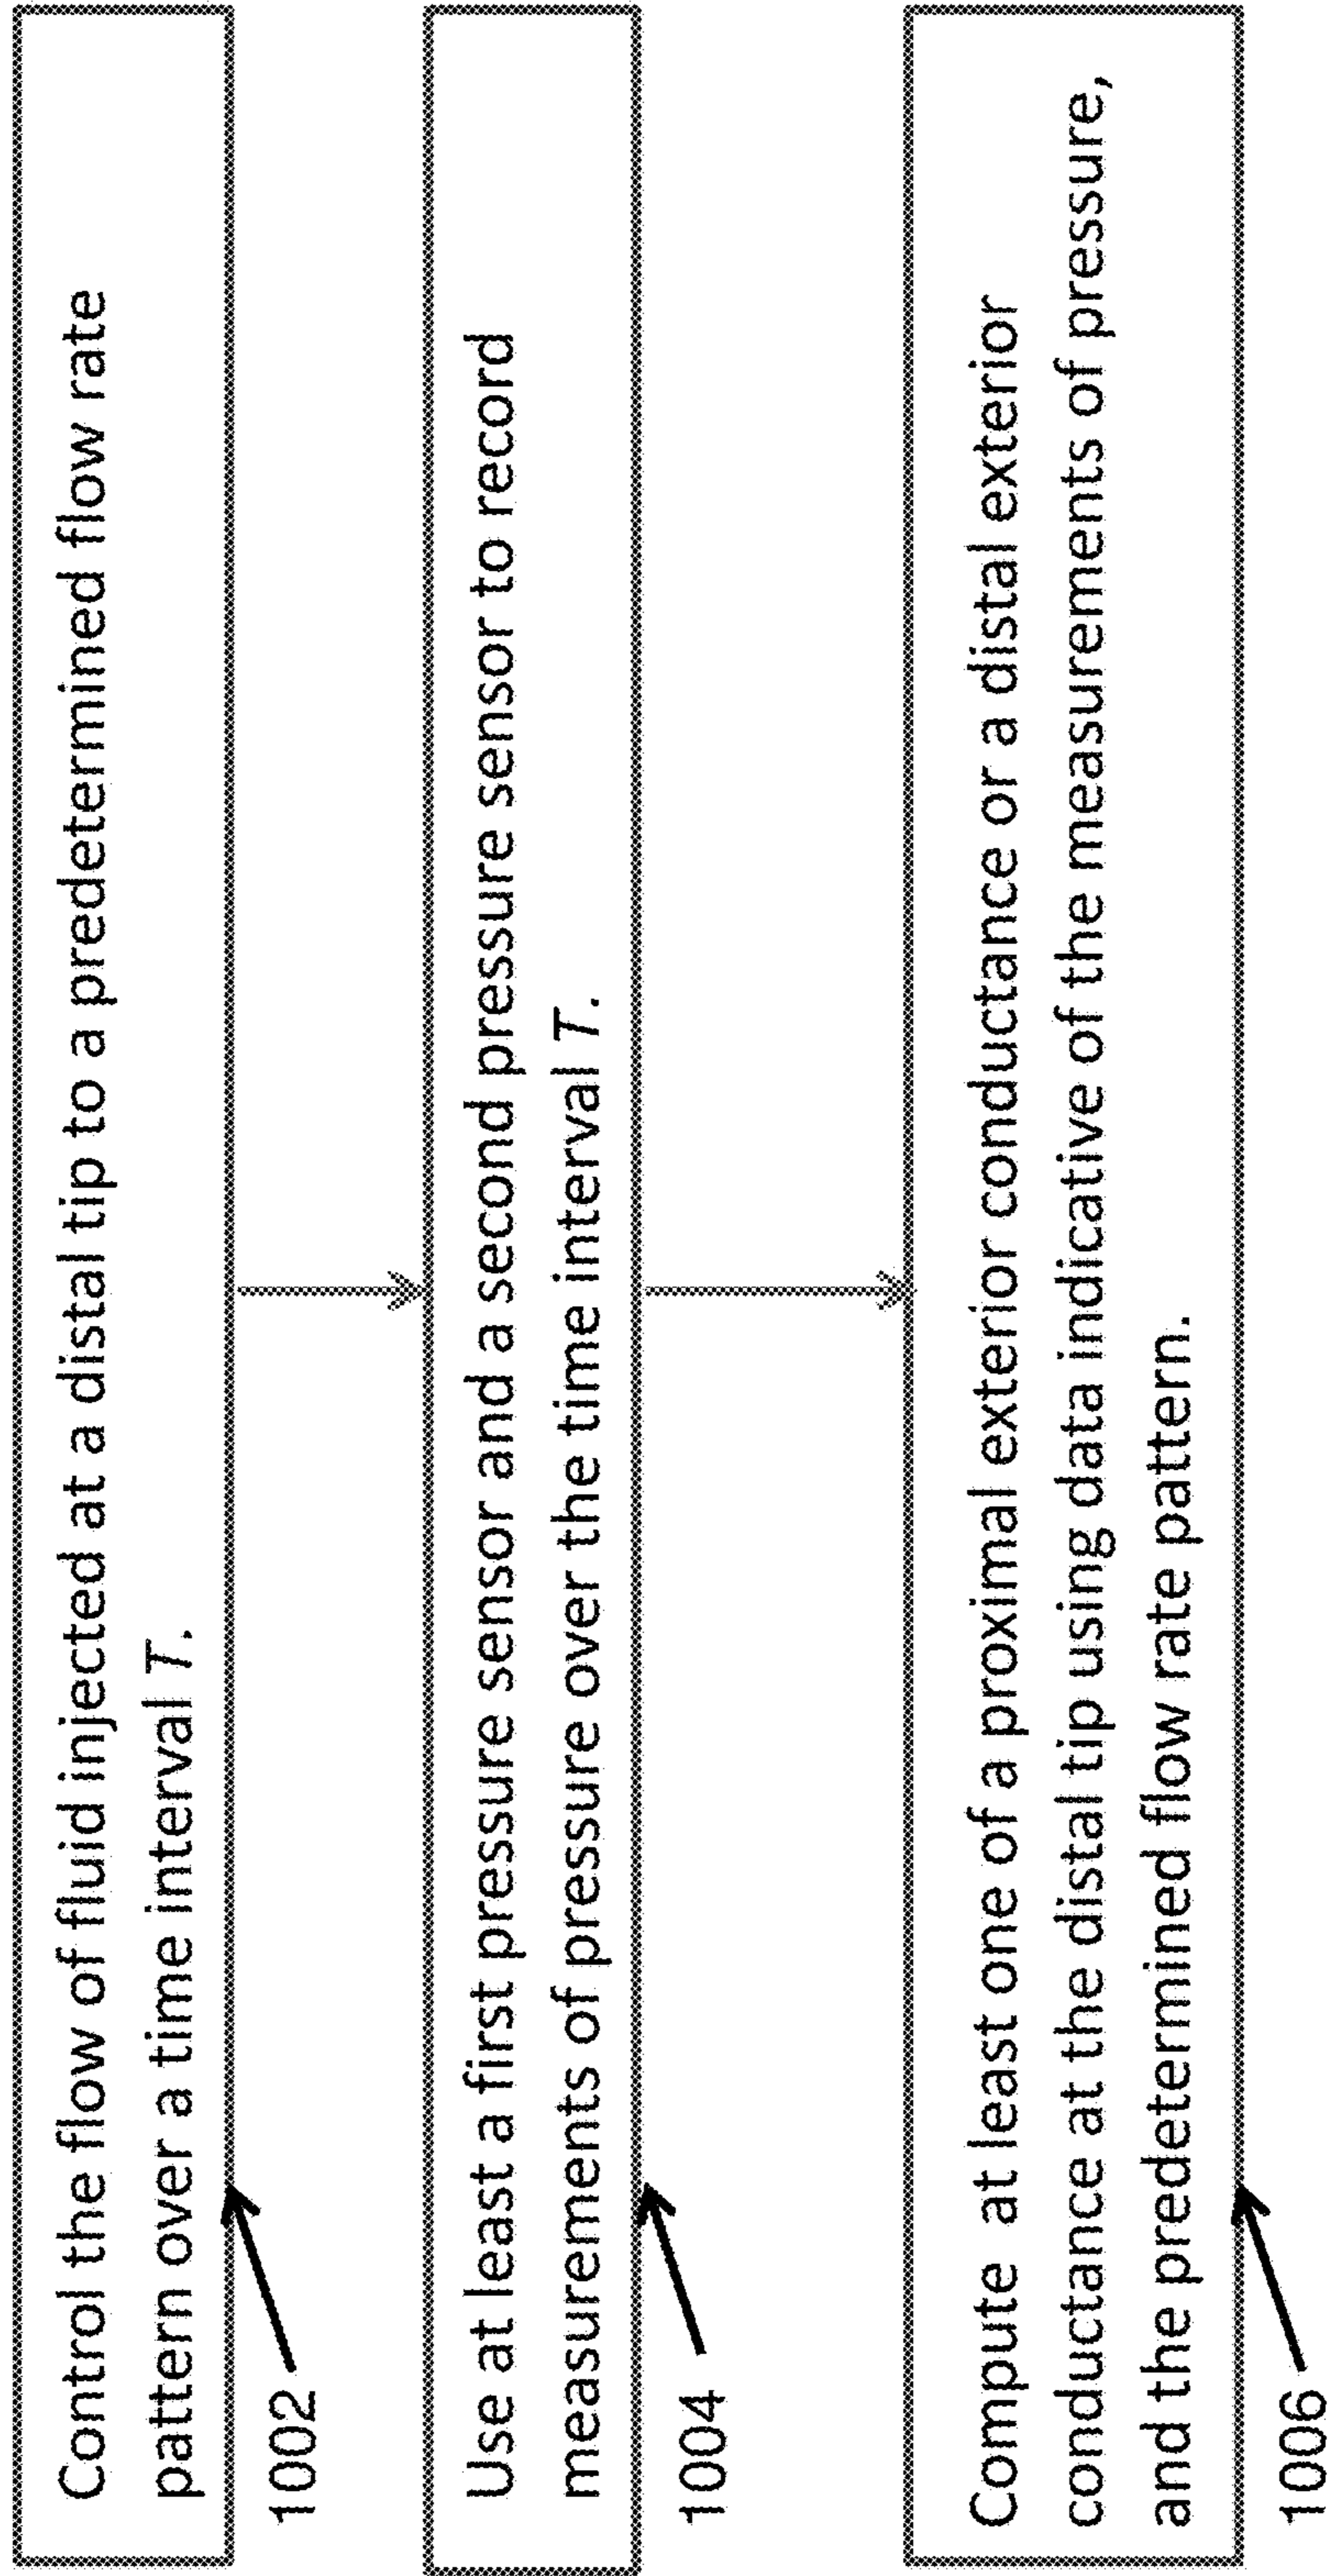 Control the flow of fluid injected at a distal tip to a predetermined flow rate
pattern over a time interval T.
1002
Use at least a first pressure sensor and a second pressure sensor to record
measurements of pressure over the time interval T.
1004
Compute at least one of a proximal exterior conductance or a distal exterior
conductance at the distal tip using data indicative of the measurements of pressure,
and the predetermined flow rate pattern.
1006